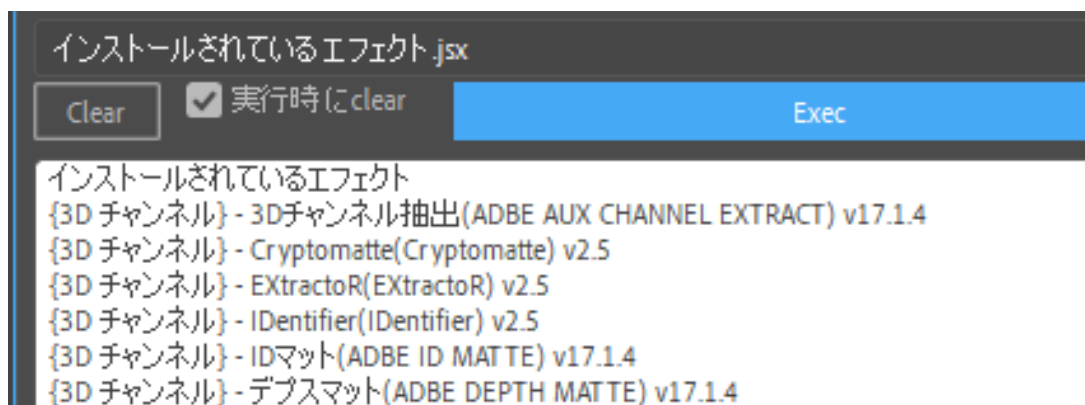 インストールされているエフェクト.jsx
Clear 実行時にclear Exec
インストールされているエフェクト
{3D チャンネル} - 3Dチャンネル抽出(ADBE AUX CHANNEL EXTRACT) v17.1.4
{3D チャンネル} - Cryptomatte(Cryptomatte) v2.5
{3D チャンネル} - EXtractoR(EXtractoR) v2.5
{3D チャンネル} - IDentifier(IDentifier) v2.5
{3D チャンネル} - IDマット(ADBE ID MATTE) v17.1.4
{3D チャンネル} - デプスマット(ADBE DEPTH MATTE) v17.1.4